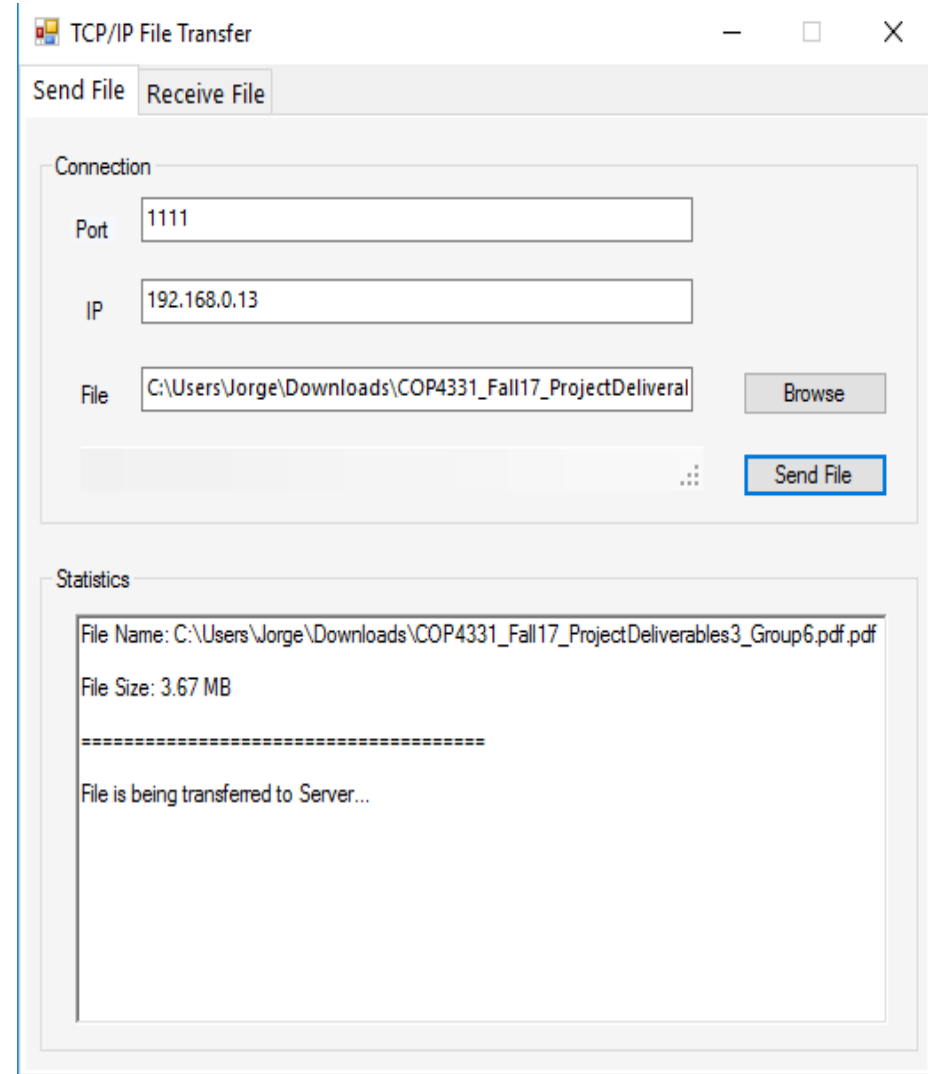 TCP/IP File Transfer
Send File Receive File
Connection
Port 1111
IP 192.168.0.13
File C:\Users\Jorge\Downloads\COP4331_Fall17_ProjectDeliveral Browse
Send File
Statistics
File Name: C:\Users\Jorge\Downloads\COP4331_Fall17_ProjectDeliverables3_Group6.pdf.pdf
File Size: 3.67 MB
======================================
File is being transferred to Server...